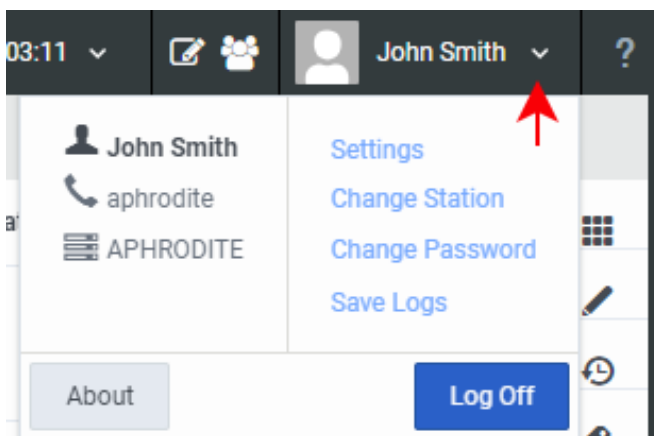 03:11
John Smith
?
John Smith
aphrodite
APHRODITE
Settings
Change Station
Change Password
Save Logs
About
Log Off